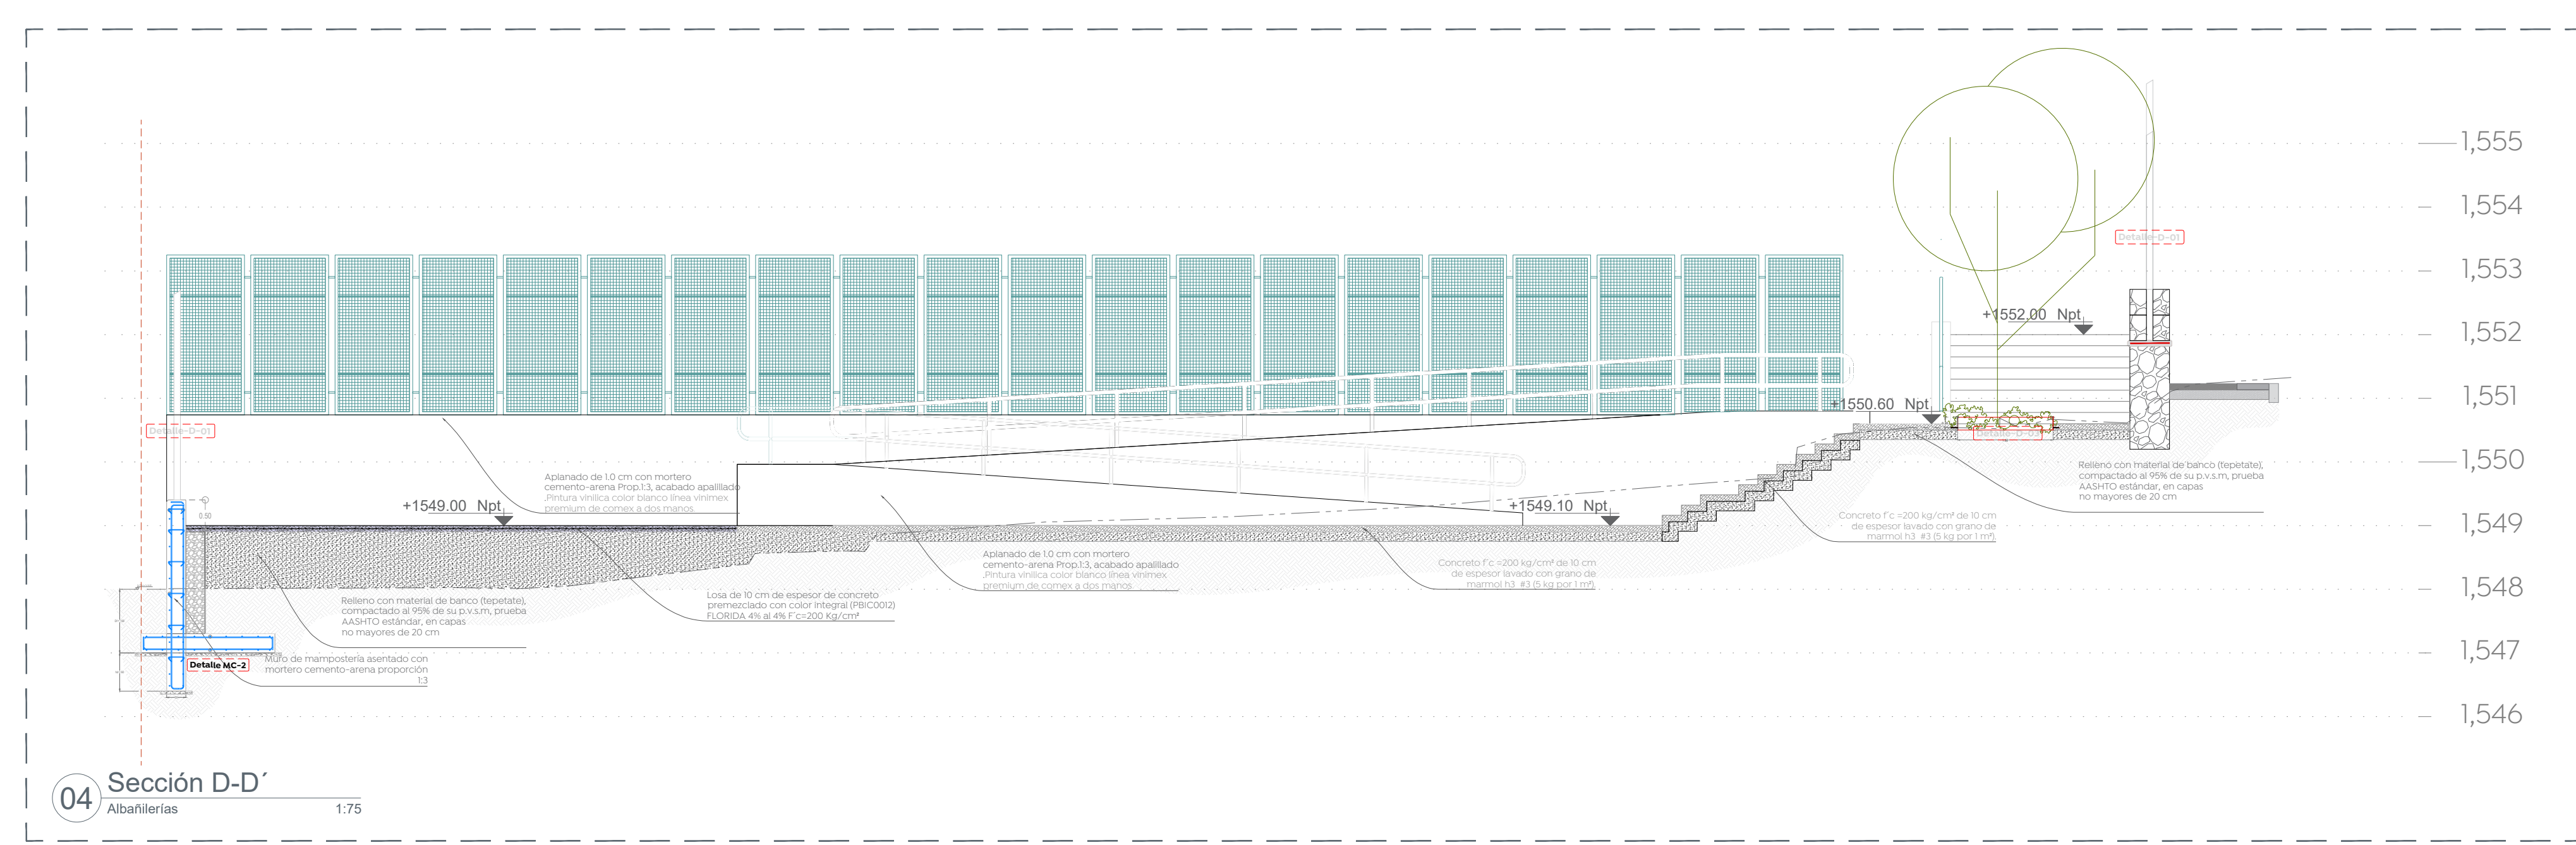 1,555
1,554
Detalle-D-01
1,553
+1552.00 Npt
1,552
1,551
+1550.60 Npt
Detalle-D-01
Detalle-D-03
1,550
Aplanado de 1.0 cm con mortero
cemento-arena Prop.1:3, acabado apalillado
.Pintura vinilica color blanco línea vinimex
premium de comex a dos manos
Relleno con material de banco (tepetate),
compactado al 95% de su p.v.s.m, prueba
AASHTO estándar, en capas
no mayores de 20 cm
+1549.00 Npt
+1549.10 Npt
0.50
Concreto f´c =200 kg/cm² de 10 cm
de espesor lavado con grano de
marmol h3 #3 (5 kg por 1 m²).
1,549
Aplanado de 1.0 cm con mortero
cemento-arena Prop.1:3, acabado apalillado
.Pintura vinilica color blanco línea vinimex
premium de comex a dos manos
Concreto f´c =200 kg/cm² de 10 cm
de espesor lavado con grano de
marmol h3 #3 (5 kg por 1 m²).
1,548
Losa de 10 cm de espesor de concreto
premezclado con color integral (PBIC0012)
FLORIDA 4% al 4% F´c=200 Kg/cm²
Relleno con material de banco (tepetate),
compactado al 95% de su p.v.s.m, prueba
AASHTO estándar, en capas
no mayores de 20 cm
1,547
Detalle MC-2
Muro de mampostería asentado con
mortero cemento-arena proporción
1:3
1,546
04
Sección D-D´
Albañilerías 1:75